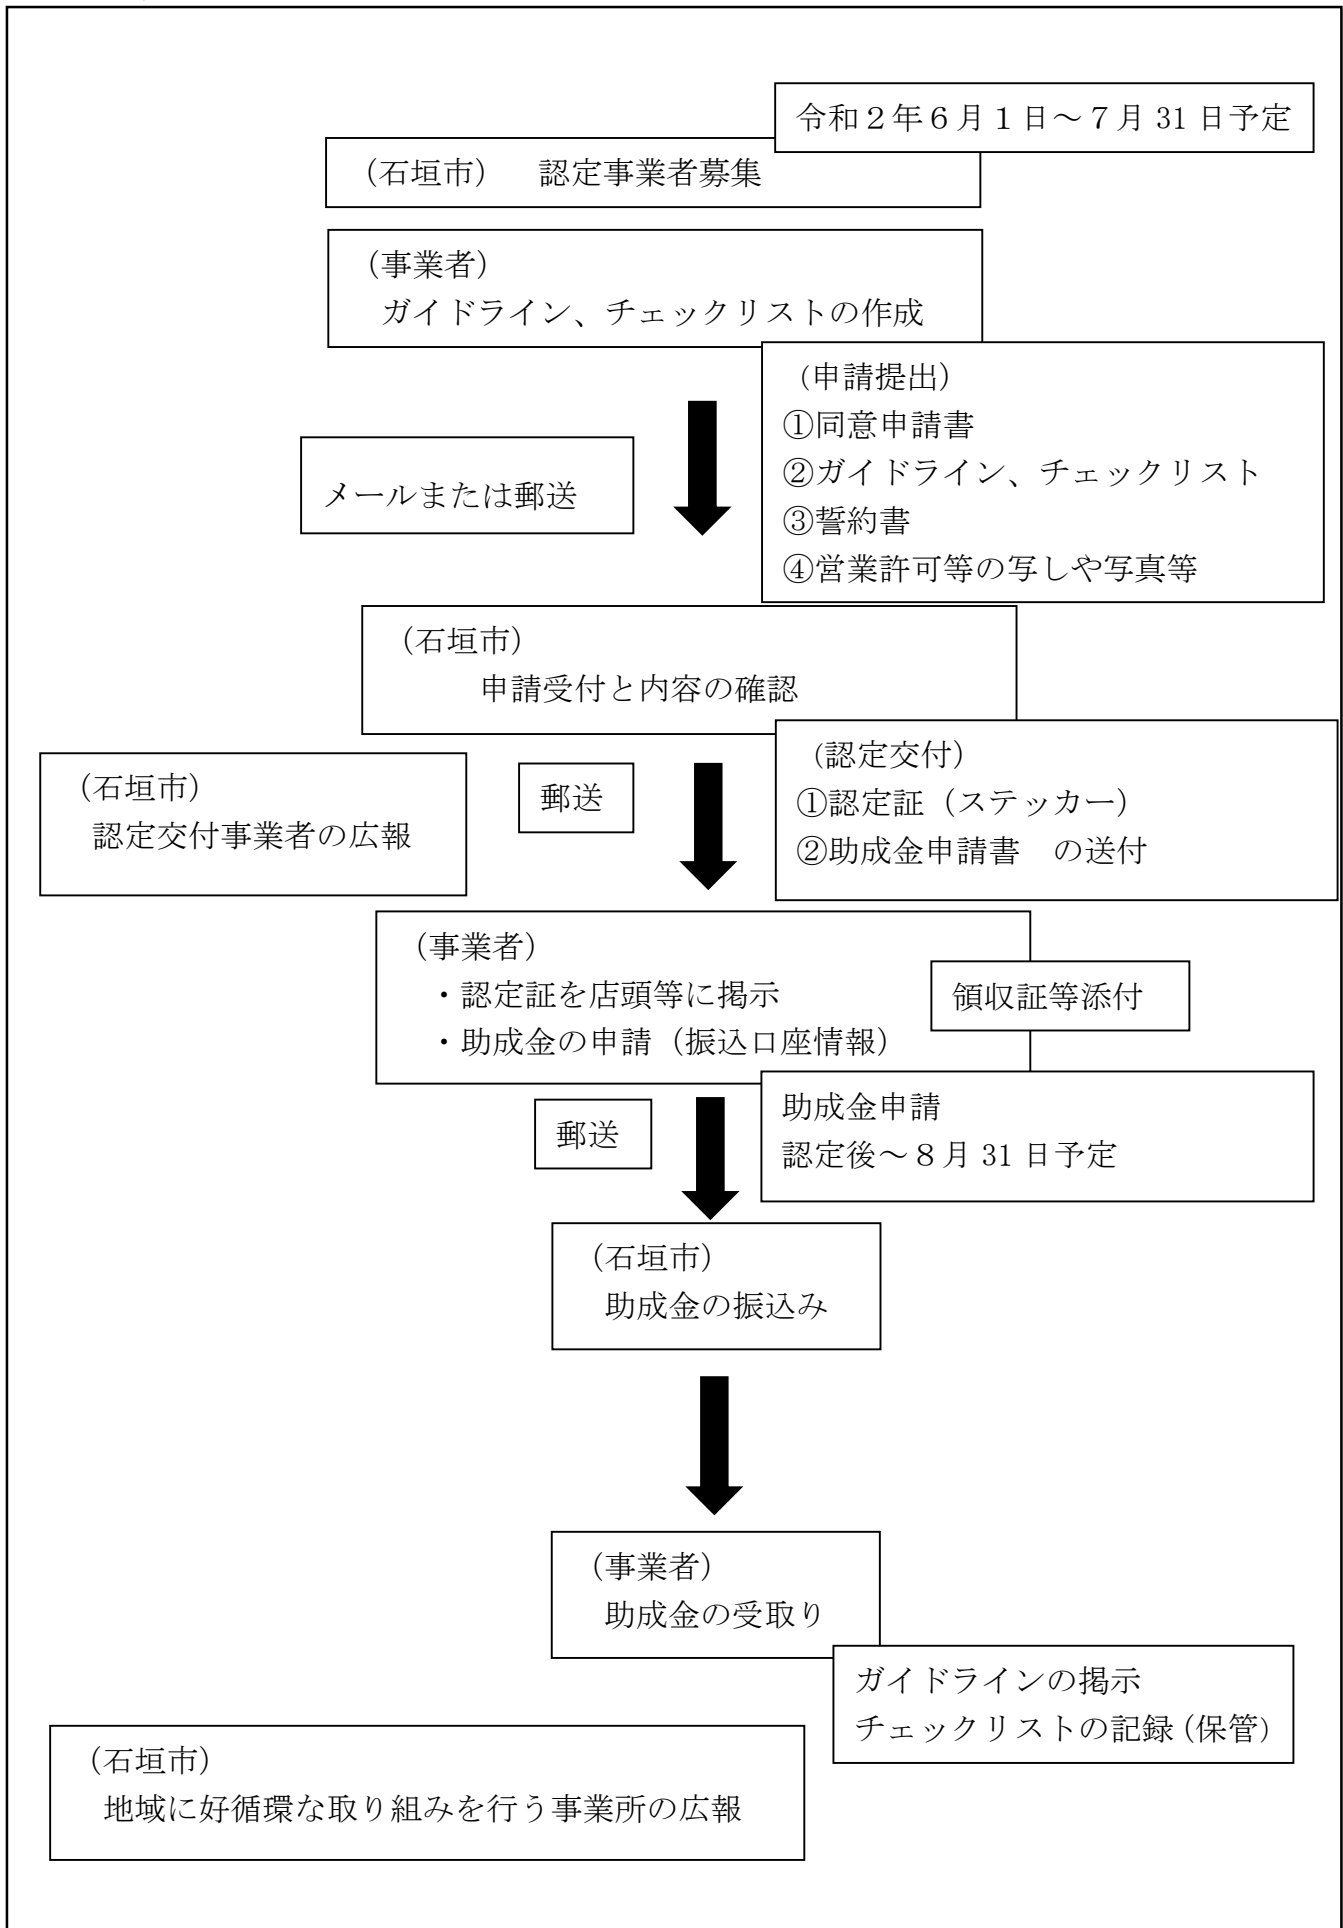 令和２年６月１日～７月 31 日予定
（石垣市）　認定事業者募集
（事業者）
ガイドライン、チェックリストの作成
（申請提出）
①同意申請書
②ガイドライン、チェックリスト
③誓約書
④営業許可等の写しや写真等
メールまたは郵送
（石垣市）
申請受付と内容の確認
（認定交付）
①認定証（ステッカー）
②助成金申請書　の送付
郵送
（石垣市）
認定交付事業者の広報
（事業者）
・認定証を店頭等に掲示
・助成金の申請（振込口座情報）
領収証等添付
助成金申請
認定後～８月 31 日予定
郵送
（石垣市）
助成金の振込み
（事業者）
助成金の受取り
ガイドラインの掲示
チェックリストの記録（保管）
（石垣市）
地域に好循環な取り組みを行う事業所の広報